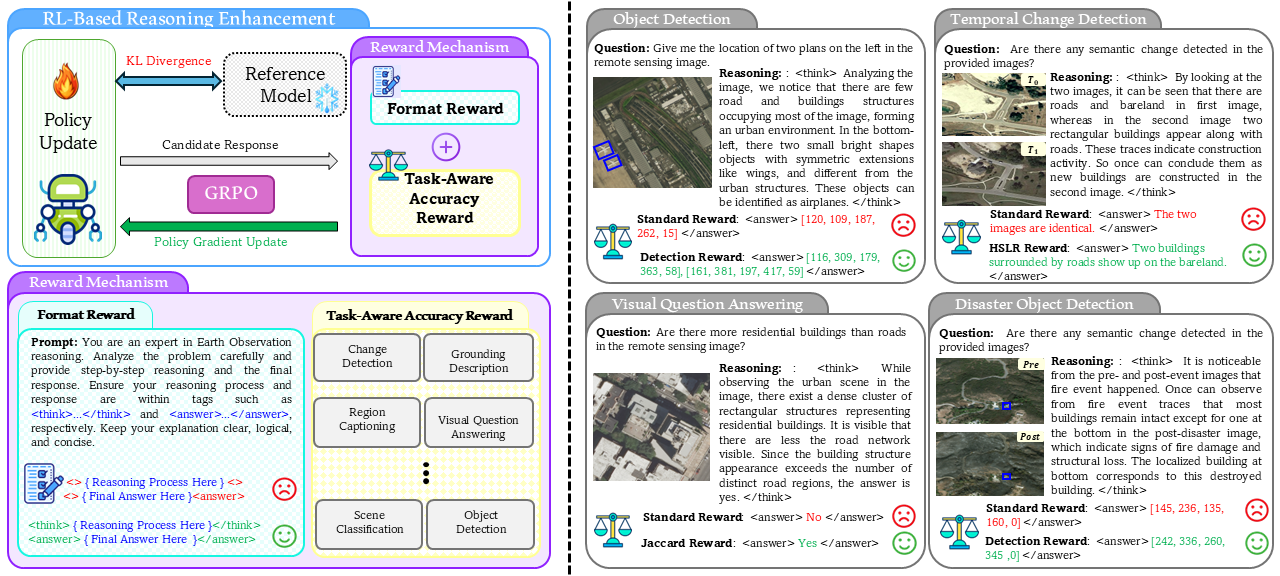 RL-Based Reasoning Enhancement
KL Divergence
Reference
Model
Policy
Update
Candidate Response
GRPO
Policy Gradient Update
Reward Mechanism
Format Reward
Task-Aware
Accuracy
Reward
Reward Mechanism
Format Reward
Prompt: You are an expert in Earth Observation
reasoning. Analyze the problem carefully and
provide step-by-step reasoning and the final
response. Ensure your reasoning process and
response are within tags such as
<think>...</think> and <answer>...</answer>,
respectively. Keep your explanation clear, logical,
and concise.
<> { Reasoning Process Here } <>
<> { Final Answer Here }<answer>
<think> { Reasoning Process Here }</think>
<answer> { Final Answer Here }</answer>
Task-Aware Accuracy Reward
Change
Detection
Grounding
Description
Region
Captioning
Visual Question
Answering
Scene
Classification
Object
Detection
Object Detection
Question: Give me the location of two plans on the left in the
remote sensing image.
Reasoning: : <think> Analyzing the
image, we notice that there are few
road and buildings structures
occupying most of the image, forming
an urban environment. In the bottom-
left, there two small bright shapes
objects with symmetric extensions
like wings, and different from the
urban structures. These objects can
be identified as airplanes. </think>
Standard Reward: <answer> [120, 109, 187,
262, 15] </answer>
Detection Reward: <answer> [116, 309, 179,
363, 58], [161, 381, 197, 417, 59] </answer>
Temporal Change Detection
Question: Are there any semantic change detected in the
provided images?
T0
T1
Reasoning: : <think> By looking at the
two images, it can be seen that there are
roads and bareland in first image,
whereas in the second image two
rectangular buildings appear along with
roads. These traces indicate construction
activity. So once can conclude them as
new buildings are constructed in the
second image. </think>
Standard Reward: <answer> The two
images are identical. </answer>
HSLR Reward: <answer> Two buildings
surrounded by roads show up on the bareland.
</answer>
Visual Question Answering
Question: Are there more residential buildings than roads
in the remote sensing image?
Reasoning: : <think> While
observing the urban scene in the
image, there exist a dense cluster of
rectangular structures representing
residential buildings. It is visible that
there are less the road network
visible. Since the building structure
appearance exceeds the number of
distinct road regions, the answer is
yes. </think>
Standard Reward: <answer> No </answer>
Jaccard Reward: <answer> Yes </answer>
Disaster Object Detection
Question: Are there any semantic change detected in the
provided images?
Pre
Post
Reasoning: : <think> It is noticeable
from the pre- and post-event images that
fire event happened. Once can observe
from fire event traces that most
buildings remain intact except for one at
the bottom in the post-disaster image,
which indicate signs of fire damage and
structural loss. The localized building at
bottom corresponds to this destroyed
building. </think>
Standard Reward: <answer> [145, 236, 135,
160, 0] </answer>
Detection Reward: <answer> [242, 336, 260,
345 ,0] </answer>